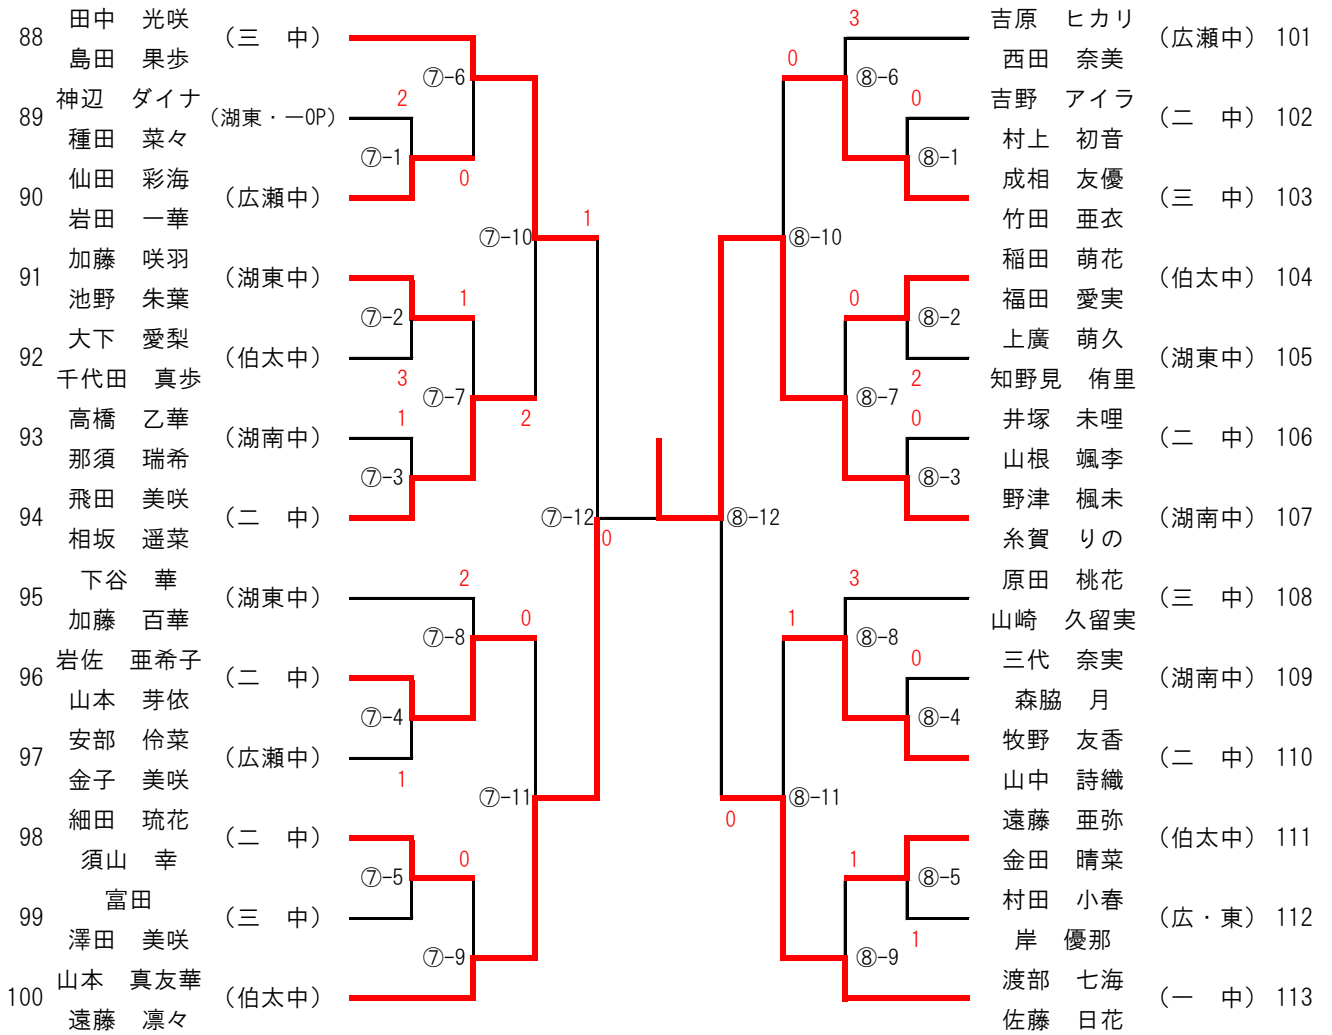 88 田中　光咲 (三　中)
島田　果歩
⑦-6
89 神辺　ダイナ (湖東・一OP) 2
種田　菜々
⑦-1
0
90 仙田　彩海 (広瀬中)
岩田　一華
⑦-10 1
91 加藤　咲羽 (湖東中)
池野　朱葉
⑦-2 1
92 大下　愛梨 (伯太中)
千代田　真歩 3
⑦-7 2
93 高橋　乙華 (湖南中) 1
那須　瑞希
⑦-3
94 飛田　美咲 (二　中)
相坂　遥菜
⑦-12 0
95 下谷　華 (湖東中) 2
加藤　百華
⑦-8 0
96 岩佐　亜希子 (二　中)
山本　芽依
⑦-4
97 安部　伶菜 (広瀬中)
金子　美咲 1
⑦-11
98 細田　琉花 (二　中)
須山　幸
⑦-5 0
99 富田 (三　中)
澤田　美咲
⑦-9
100 山本　真友華 (伯太中)
遠藤　凛々
3 吉原　ヒカリ (広瀬中) 101
西田　奈美
0 ⑧-6
0 吉野　アイラ (二　中) 102
村上　初音
⑧-1
成相　友優 (三　中) 103
竹田　亜衣
⑧-10
稲田　萌花 (伯太中) 104
福田　愛実
0 ⑧-2
上廣　萌久 (湖東中) 105
2 知野見　侑里
⑧-7
0 井塚　未哩 (二　中) 106
山根　颯李
⑧-3
野津　楓未 (湖南中) 107
糸賀　りの
⑧-12
3 原田　桃花 (三　中) 108
山崎　久留実
1 ⑧-8
0 三代　奈実 (湖南中) 109
森脇　月
⑧-4
牧野　友香 (二　中) 110
山中　詩織
⑧-11
0
遠藤　亜弥 (伯太中) 111
金田　晴菜
1 ⑧-5
村田　小春 (広・東) 112
1 岸　優那
⑧-9
渡部　七海 (一　中) 113
佐藤　日花